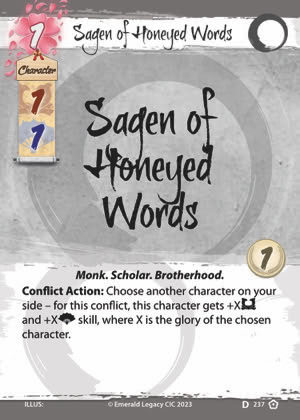 1
Sagen of Honeyed Words
Character
1
1
Sagen of
Honeyed
Words
1
Monk. Scholar. Brotherhood.
Conflict Action: Choose another character on your
side – for this conflict, this character gets +X
and +X skill, where X is the glory of the chosen
character.
ILLUS: © Emerald Legacy CIC 2023 D 237